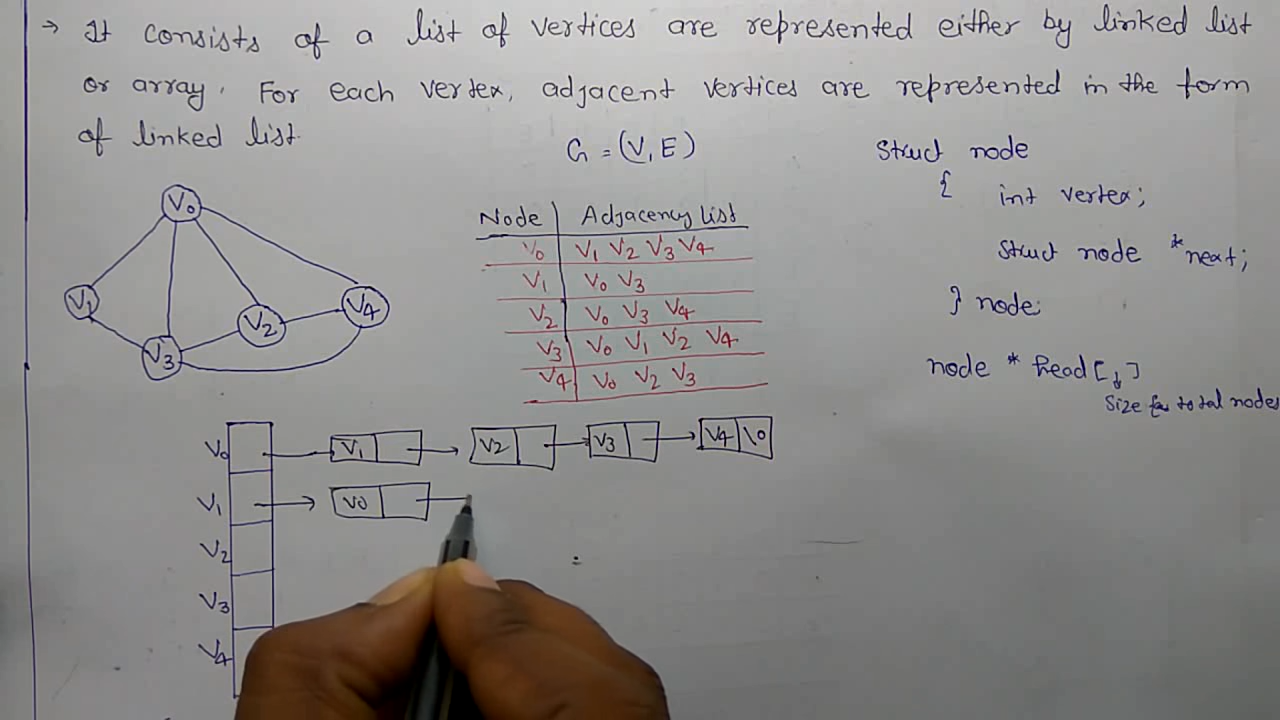 → It consists of a list of vertices are represented either by linked list
or array. For each vertex, adjacent vertices are represented in the form
of linked list.
G = (V, E)
V0
V1
V2
V4
V3
Node Adjacency list
V0 V1 V2 V3 V4
V1 V0 V3
V2 V0 V3 V4
V3 V0 V1 V2 V4
V4 V0 V2 V3
Struct node
{ int vertex;
Struct node *next;
} node;
node * head[ ]
Size total nodes
V0 V1 V2 V3 V4 \0
V1 V0
V2
V3
V4